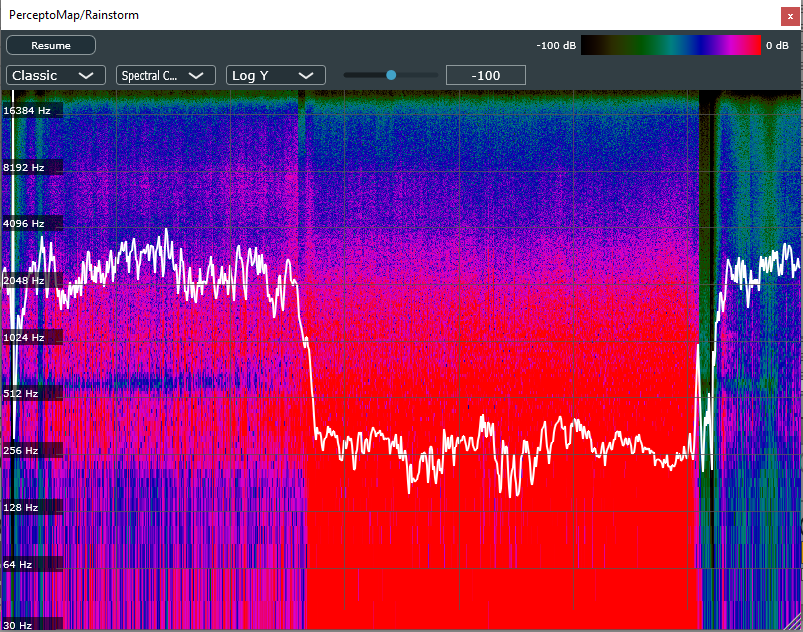 PerceptoMap/Rainstorm
x
Resume
-100 dB
0 dB
Classic
Spectral C...
Log Y
-100
16384 Hz
8192 Hz
4096 Hz
2048 Hz
1024 Hz
512 Hz
256 Hz
128 Hz
64 Hz
30 Hz